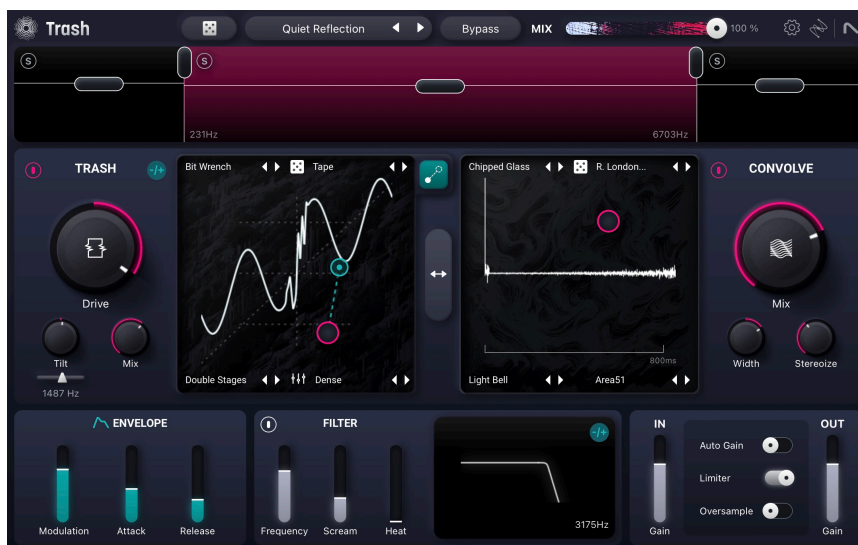 Trash
Quiet Reflection
Bypass
MIX
100 %
S
S
S
231Hz
6703Hz
TRASH
-/+
Bit Wrench
Tape
Chipped Glass
R. London...
CONVOLVE
Drive
Mix
Tilt
Mix
Width
Stereoize
1487 Hz
800ms
Double Stages
Dense
Light Bell
Area51
ENVELOPE
FILTER
IN
OUT
-/+
Auto Gain
Limiter
Oversample
3175Hz
Modulation
Attack
Release
Frequency
Scream
Heat
Gain
Gain